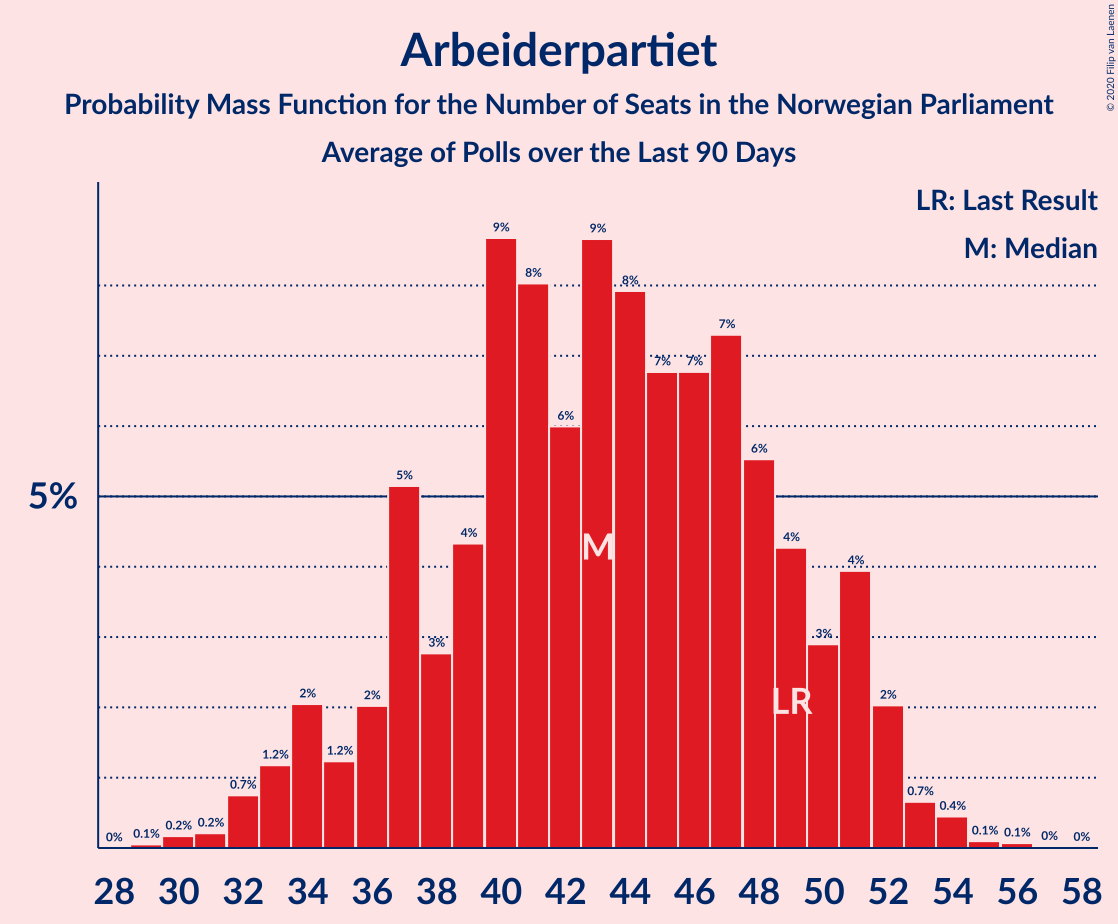 Arbeiderpartiet
Probability Mass Function for the Number of Seats in the Norwegian Parliament
Average of Polls over the Last 90 Days
© 2020 Filip van Laenen
LR: Last Result
M: Median
5%
0% 0.1% 0.2% 0.2% 0.7% 1.2% 2% 1.2% 2% 5% 3% 4% 9% 8% 6% 9% 8% 7% 7% 7% 6% 4% 3% 4% 2% 0.7% 0.4% 0.1% 0.1% 0% 0%
M
LR
28 30 32 34 36 38 40 42 44 46 48 50 52 54 56 58